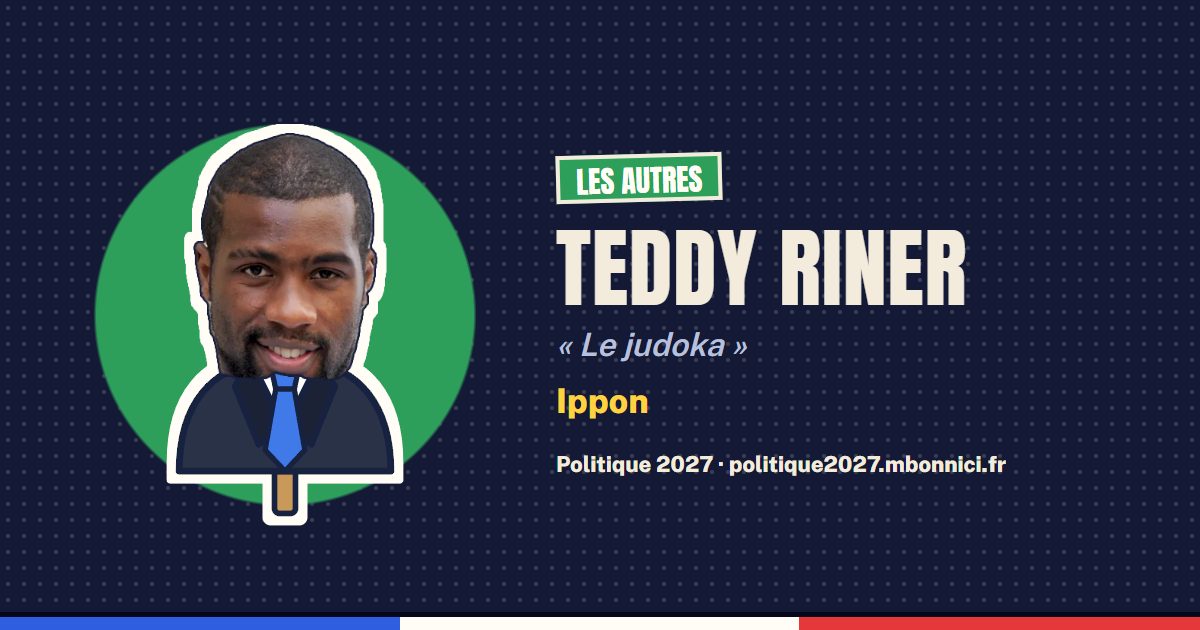 LES AUTRES
TEDDY RINER
« Le judoka »
Ippon
Politique 2027 · politique2027.mbonnici.fr